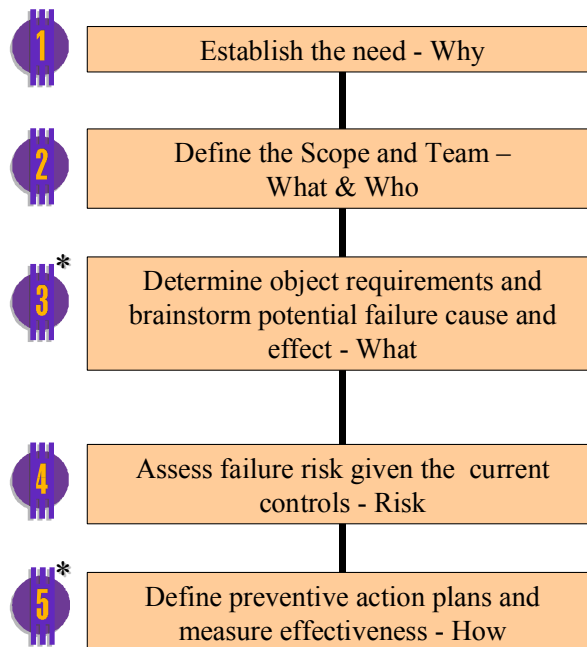 1
Establish the need - Why
2
Define the Scope and Team –
What & Who
3
*
Determine object requirements and
brainstorm potential failure cause and
effect - What
4
Assess failure risk given the current
controls - Risk
5
*
Define preventive action plans and
measure effectiveness - How